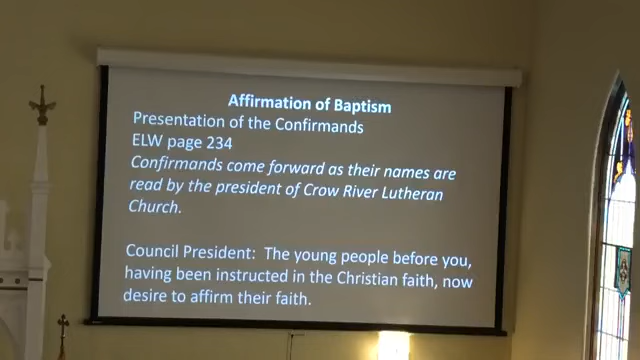 Affirmation of Baptism
Presentation of the Confirmands
ELW page 234
Confirmands come forward as their names are
read by the president of Crow River Lutheran
Church.
Council President:  The young people before you,
having been instructed in the Christian faith, now
desire to affirm their faith.